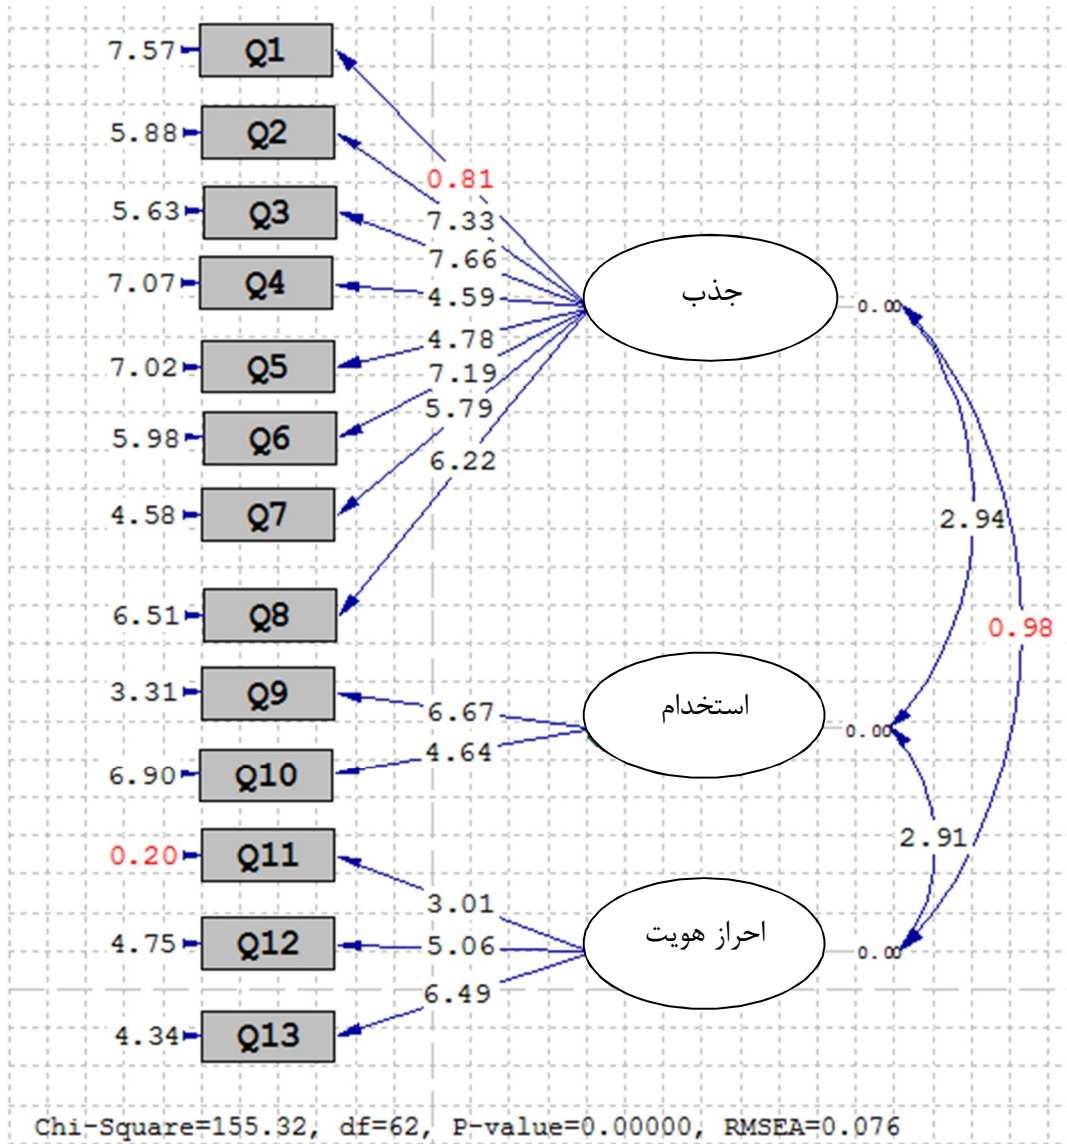 7.57 Q1
5.88 Q2
0.81
5.63 Q3
7.33
7.66
7.07 Q4
4.59
جذب
0.00
4.78
7.02 Q5
7.19
5.79
5.98 Q6
6.22
4.58 Q7
2.94
6.51 Q8
0.98
3.31 Q9
6.67
استخدام
0.00
4.64
6.90 Q10
2.91
0.20 Q11
3.01
4.75 Q12
5.06
احراز هویت
0.00
6.49
4.34 Q13
Chi-Square=155.32, df=62, P-value=0.00000, RMSEA=0.076